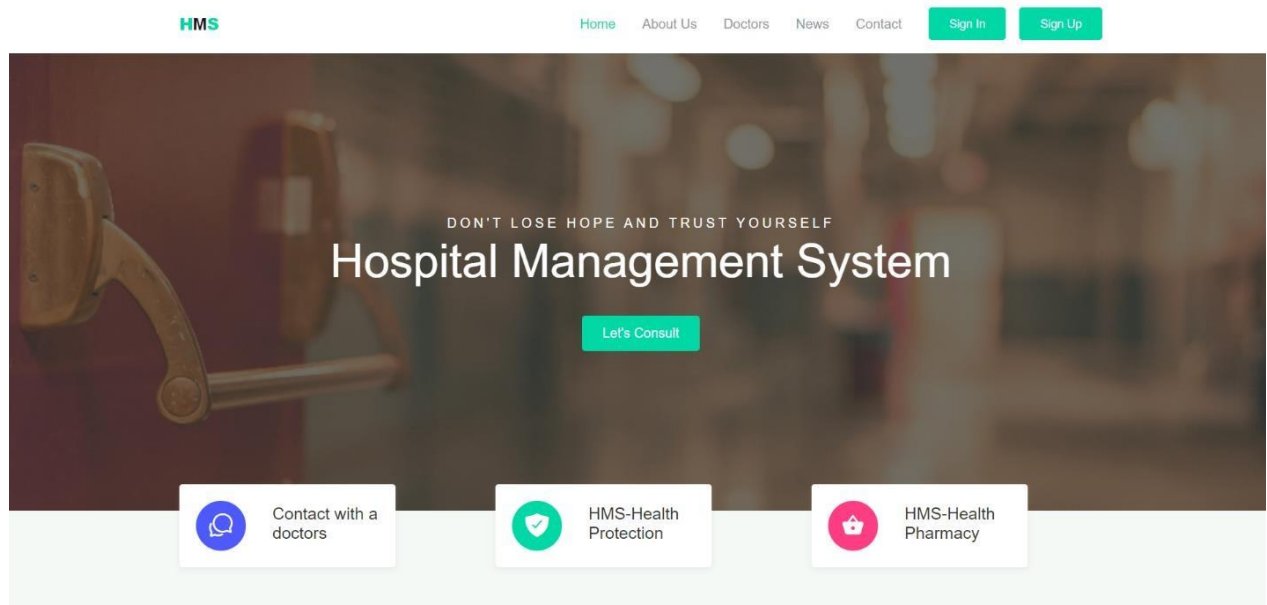 HMS
Home About Us Doctors News Contact Sign In Sign Up
DON'T LOSE HOPE AND TRUST YOURSELF
Hospital Management System
Let's Consult
Contact with a
doctors
HMS-Health
Protection
HMS-Health
Pharmacy